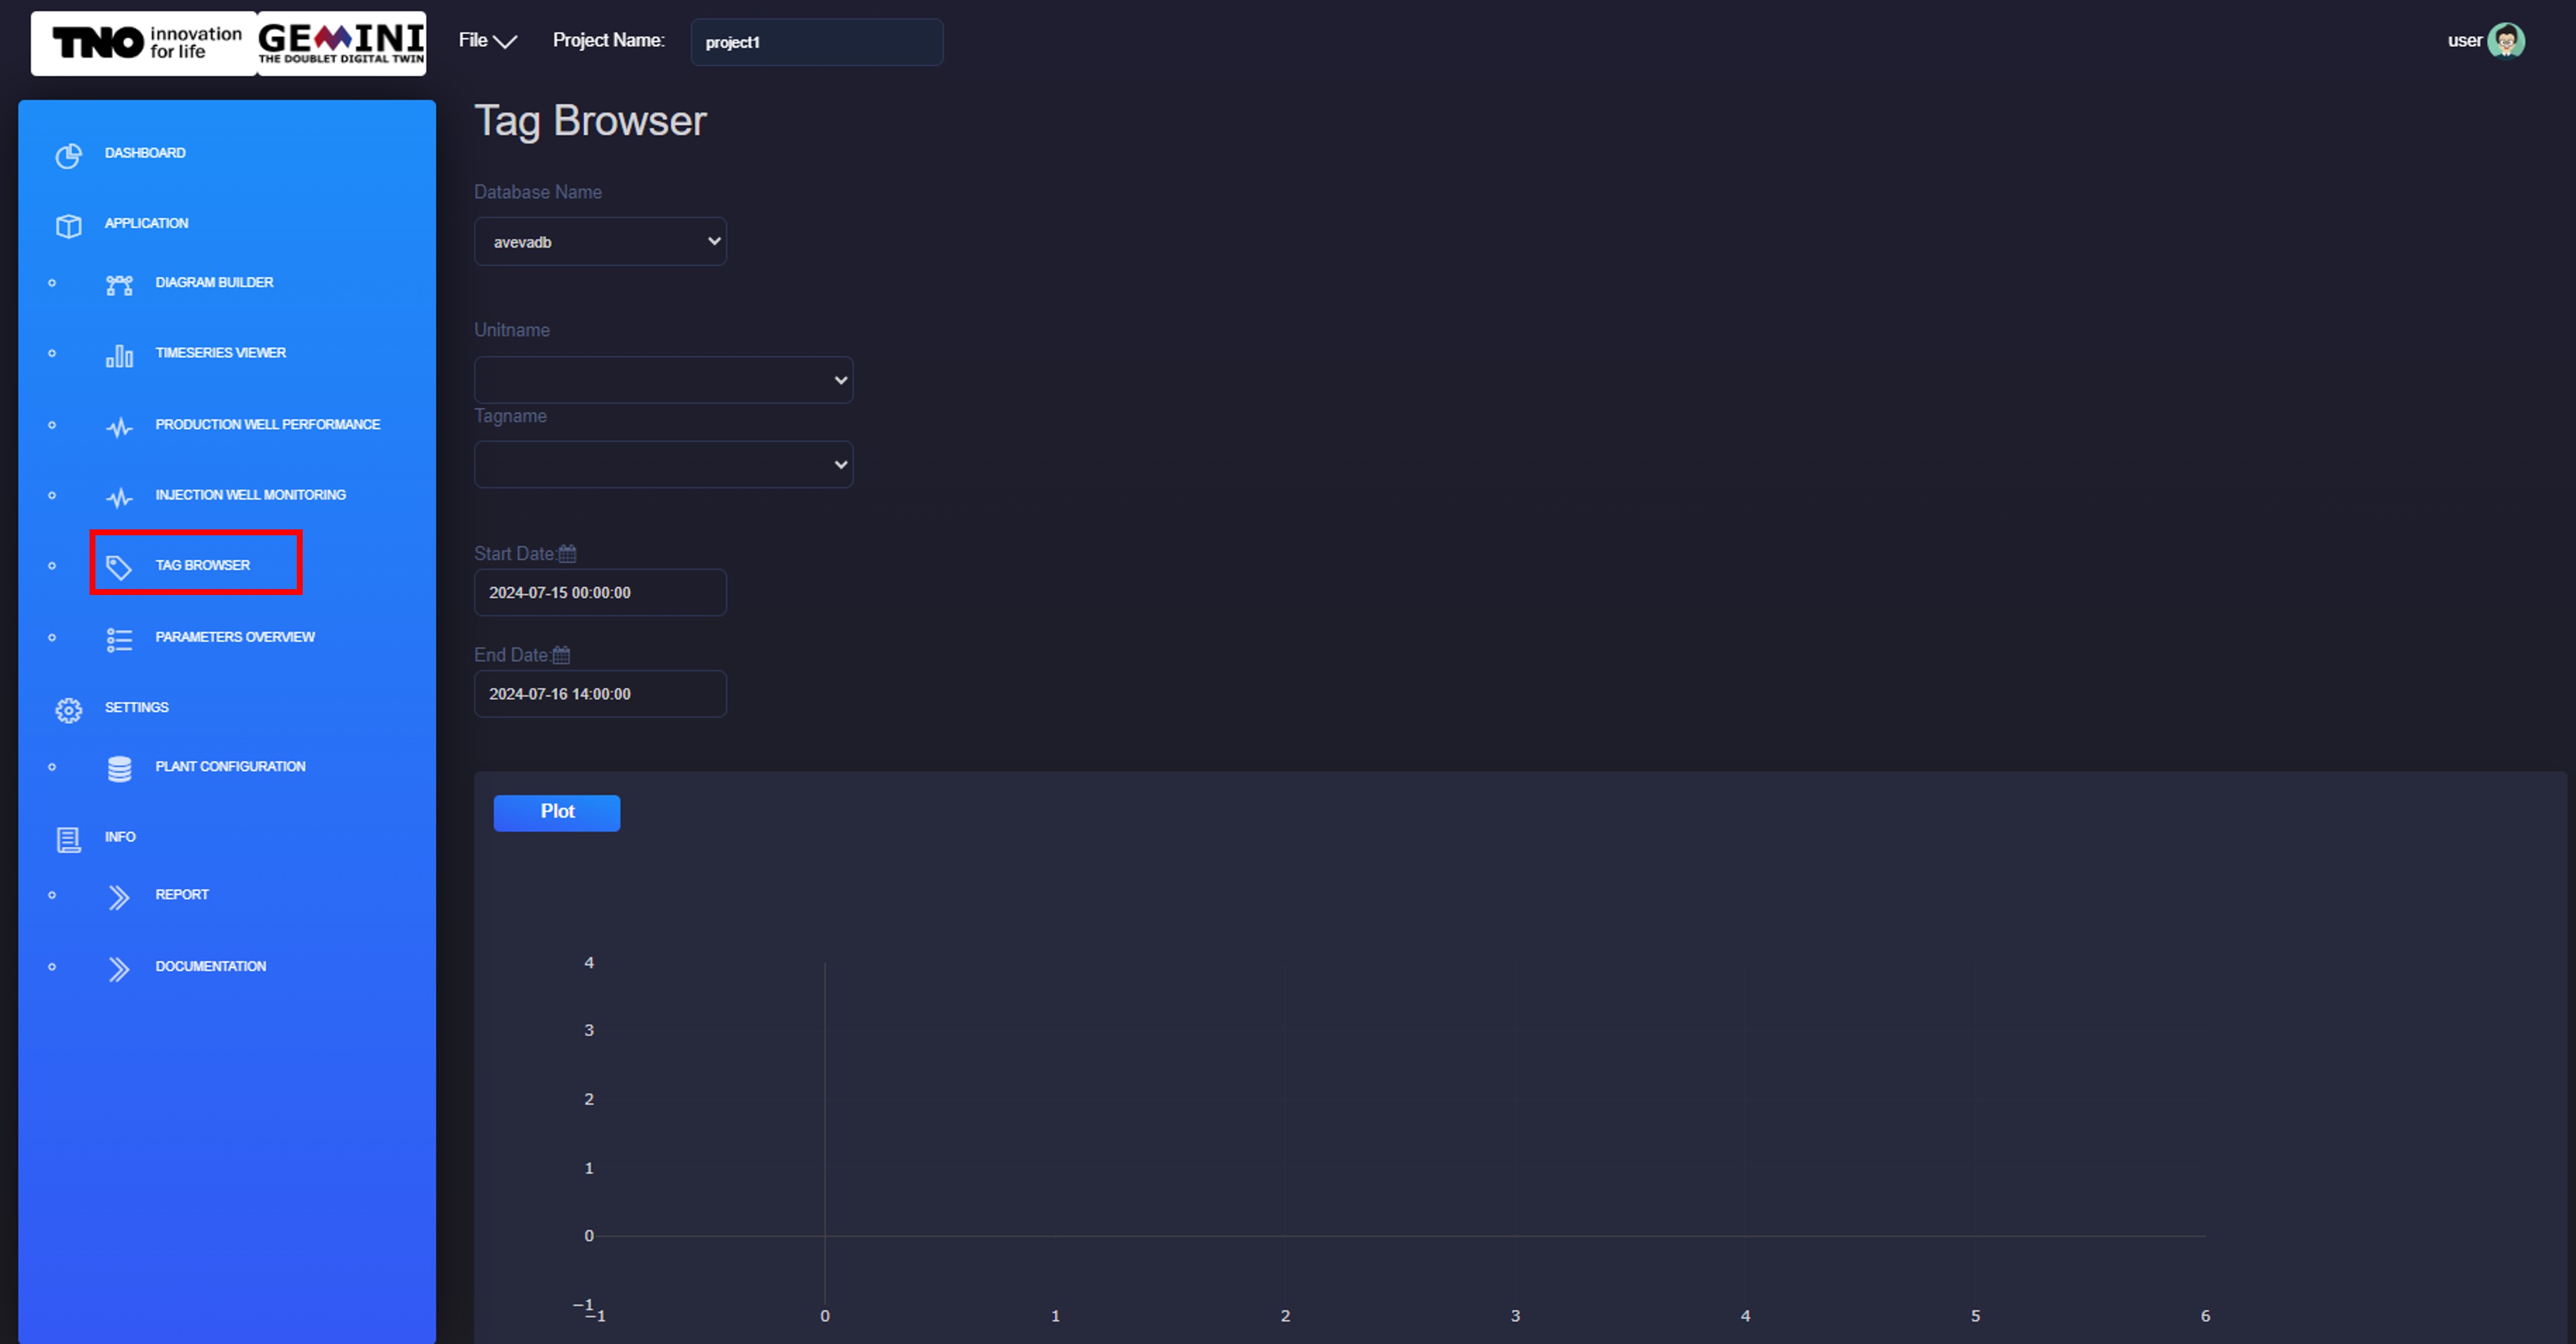 TNO innovation for life
GEMINI
THE DOUBLET DIGITAL TWIN
File
Project Name:
project1
user
DASHBOARD
APPLICATION
DIAGRAM BUILDER
TIMESERIES VIEWER
PRODUCTION WELL PERFORMANCE
INJECTION WELL MONITORING
TAG BROWSER
PARAMETERS OVERVIEW
SETTINGS
PLANT CONFIGURATION
INFO
REPORT
DOCUMENTATION
Tag Browser
Database Name
avevadb
Unitname
Tagname
Start Date:
2024-07-15 00:00:00
End Date:
2024-07-16 14:00:00
Plot
4
3
2
1
0
−1
−1 0 1 2 3 4 5 6